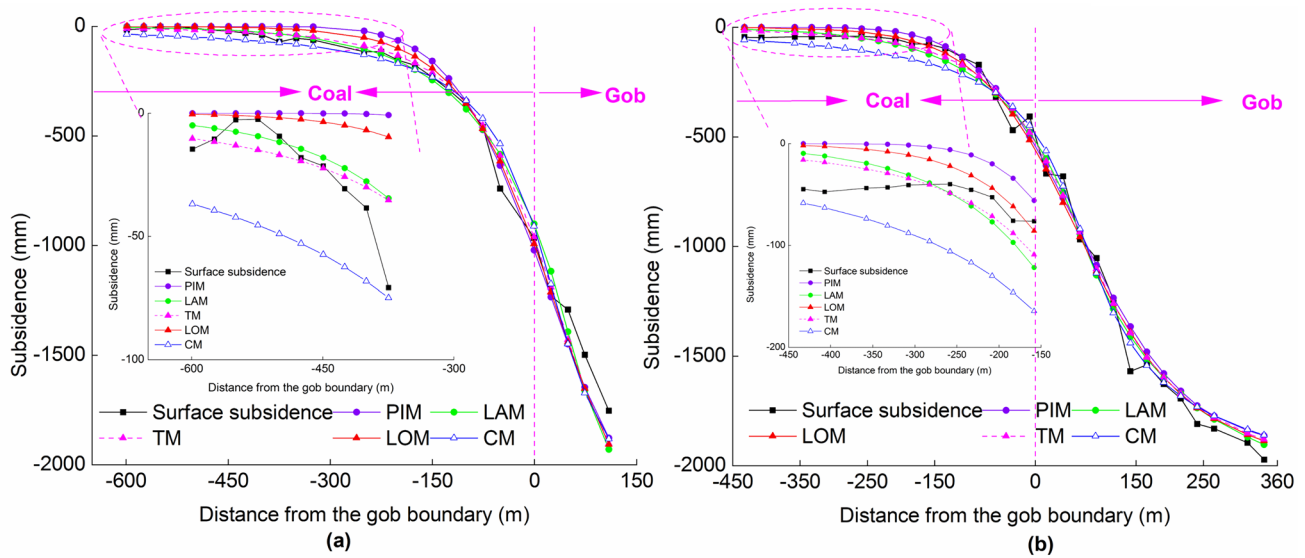 0
-500
-1000
-1500
-2000
Subsidence (mm)
-600
-450
-300
-150
0
150
Distance from the gob boundary (m)
(a)
Coal
Gob
0
-50
-100
Subsidence (mm)
-600
-450
-300
Distance from the gob boundary (m)
Surface subsidence
PIM
LAM
TM
LOM
CM
Surface subsidence PIM LAM
TM LOM CM
0
-500
-1000
-1500
-2000
Subsidence (mm)
-450
-350
-250
-150
-50
50
150
250
360
Distance from the gob boundary (m)
(b)
Coal
Gob
0
-100
-200
Subsidence (mm)
-450
-400
-350
-300
-250
-200
-150
Distance from the gob boundary (m)
Surface subsidence
PIM
LAM
LOM
TM
CM
Surface subsidence PIM LAM
LOM TM CM